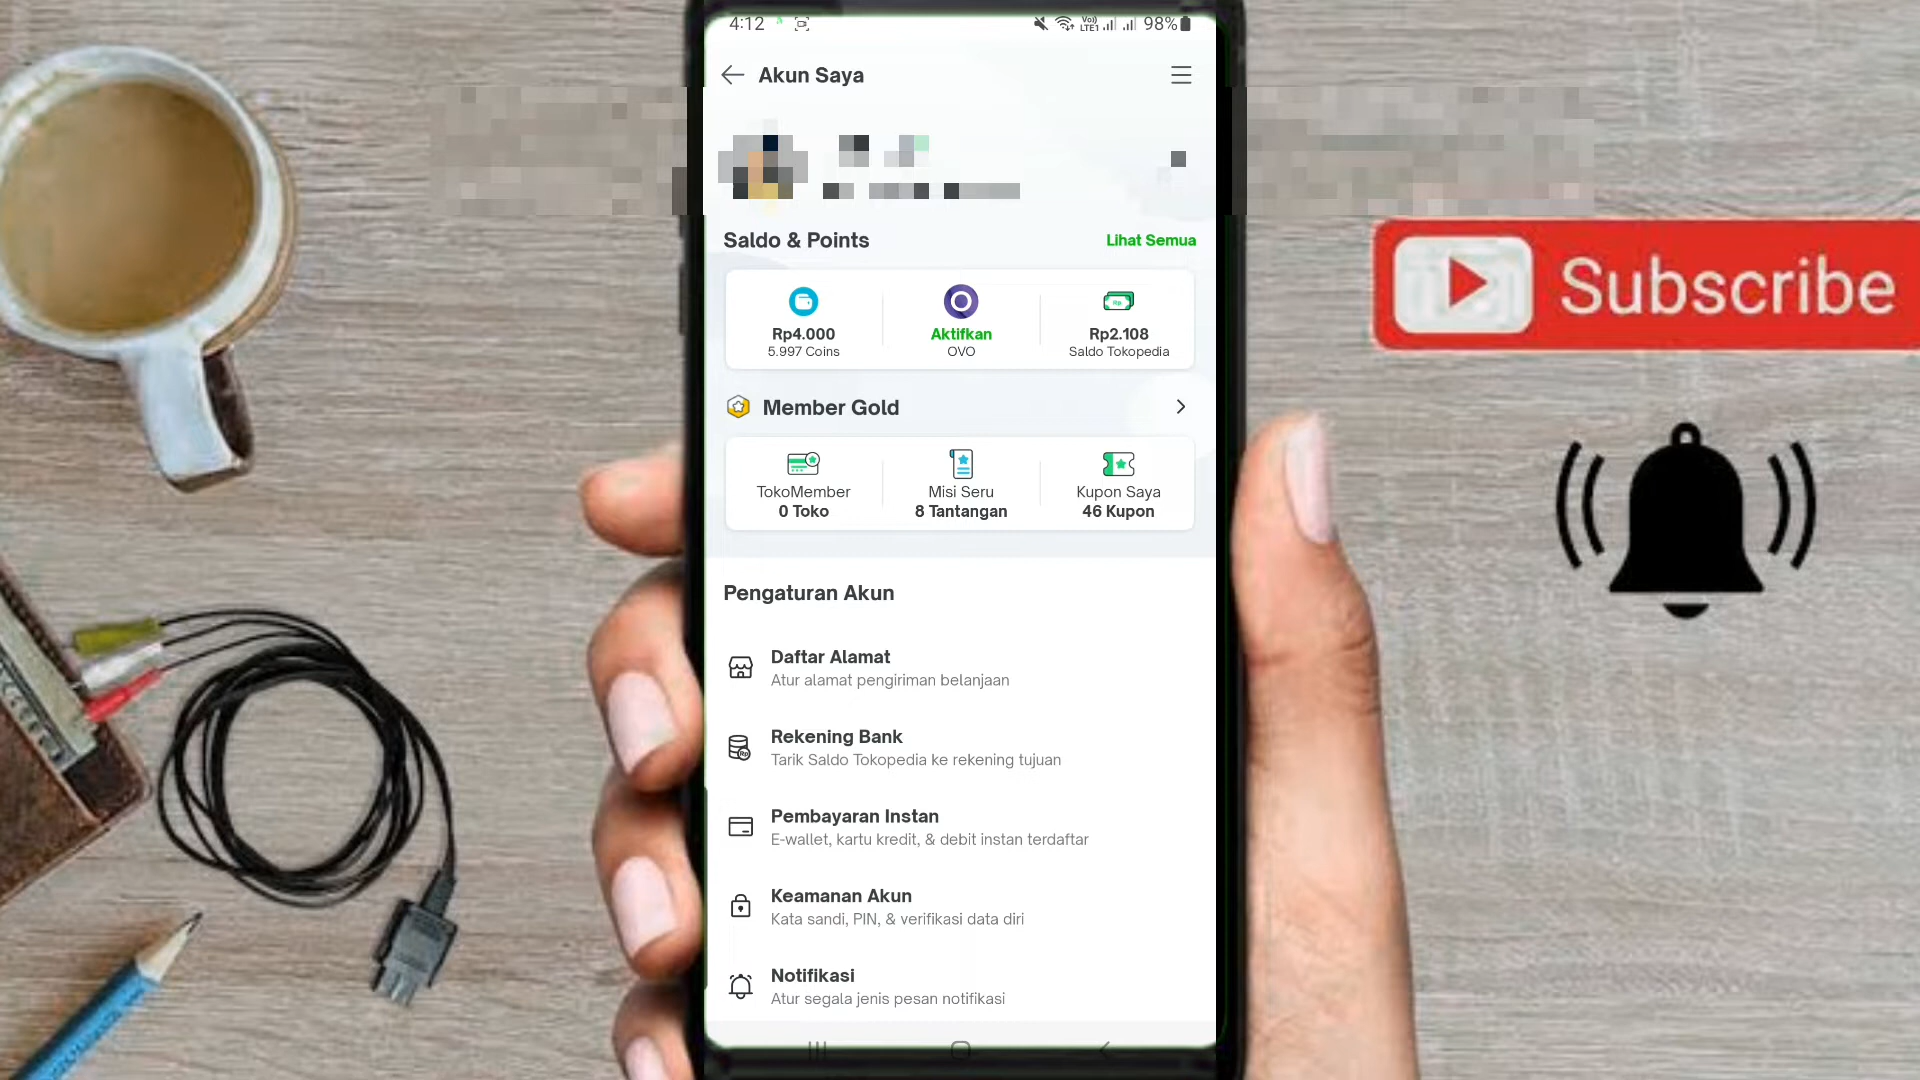 4:12
Vo))
LTE1
98%
Akun Saya
Saldo & Points
Lihat Semua
Rp4.000
5.997 Coins
Aktifkan
OVO
Rp
Rp2.108
Saldo Tokopedia
Member Gold
TokoMember
0 Toko
Misi Seru
8 Tantangan
Kupon Saya
46 Kupon
Pengaturan Akun
Daftar Alamat
Atur alamat pengiriman belanjaan
Rekening Bank
Tarik Saldo Tokopedia ke rekening tujuan
Pembayaran Instan
E-wallet, kartu kredit, & debit instan terdaftar
Keamanan Akun
Kata sandi, PIN, & verifikasi data diri
Notifikasi
Atur segala jenis pesan notifikasi
Subscribe